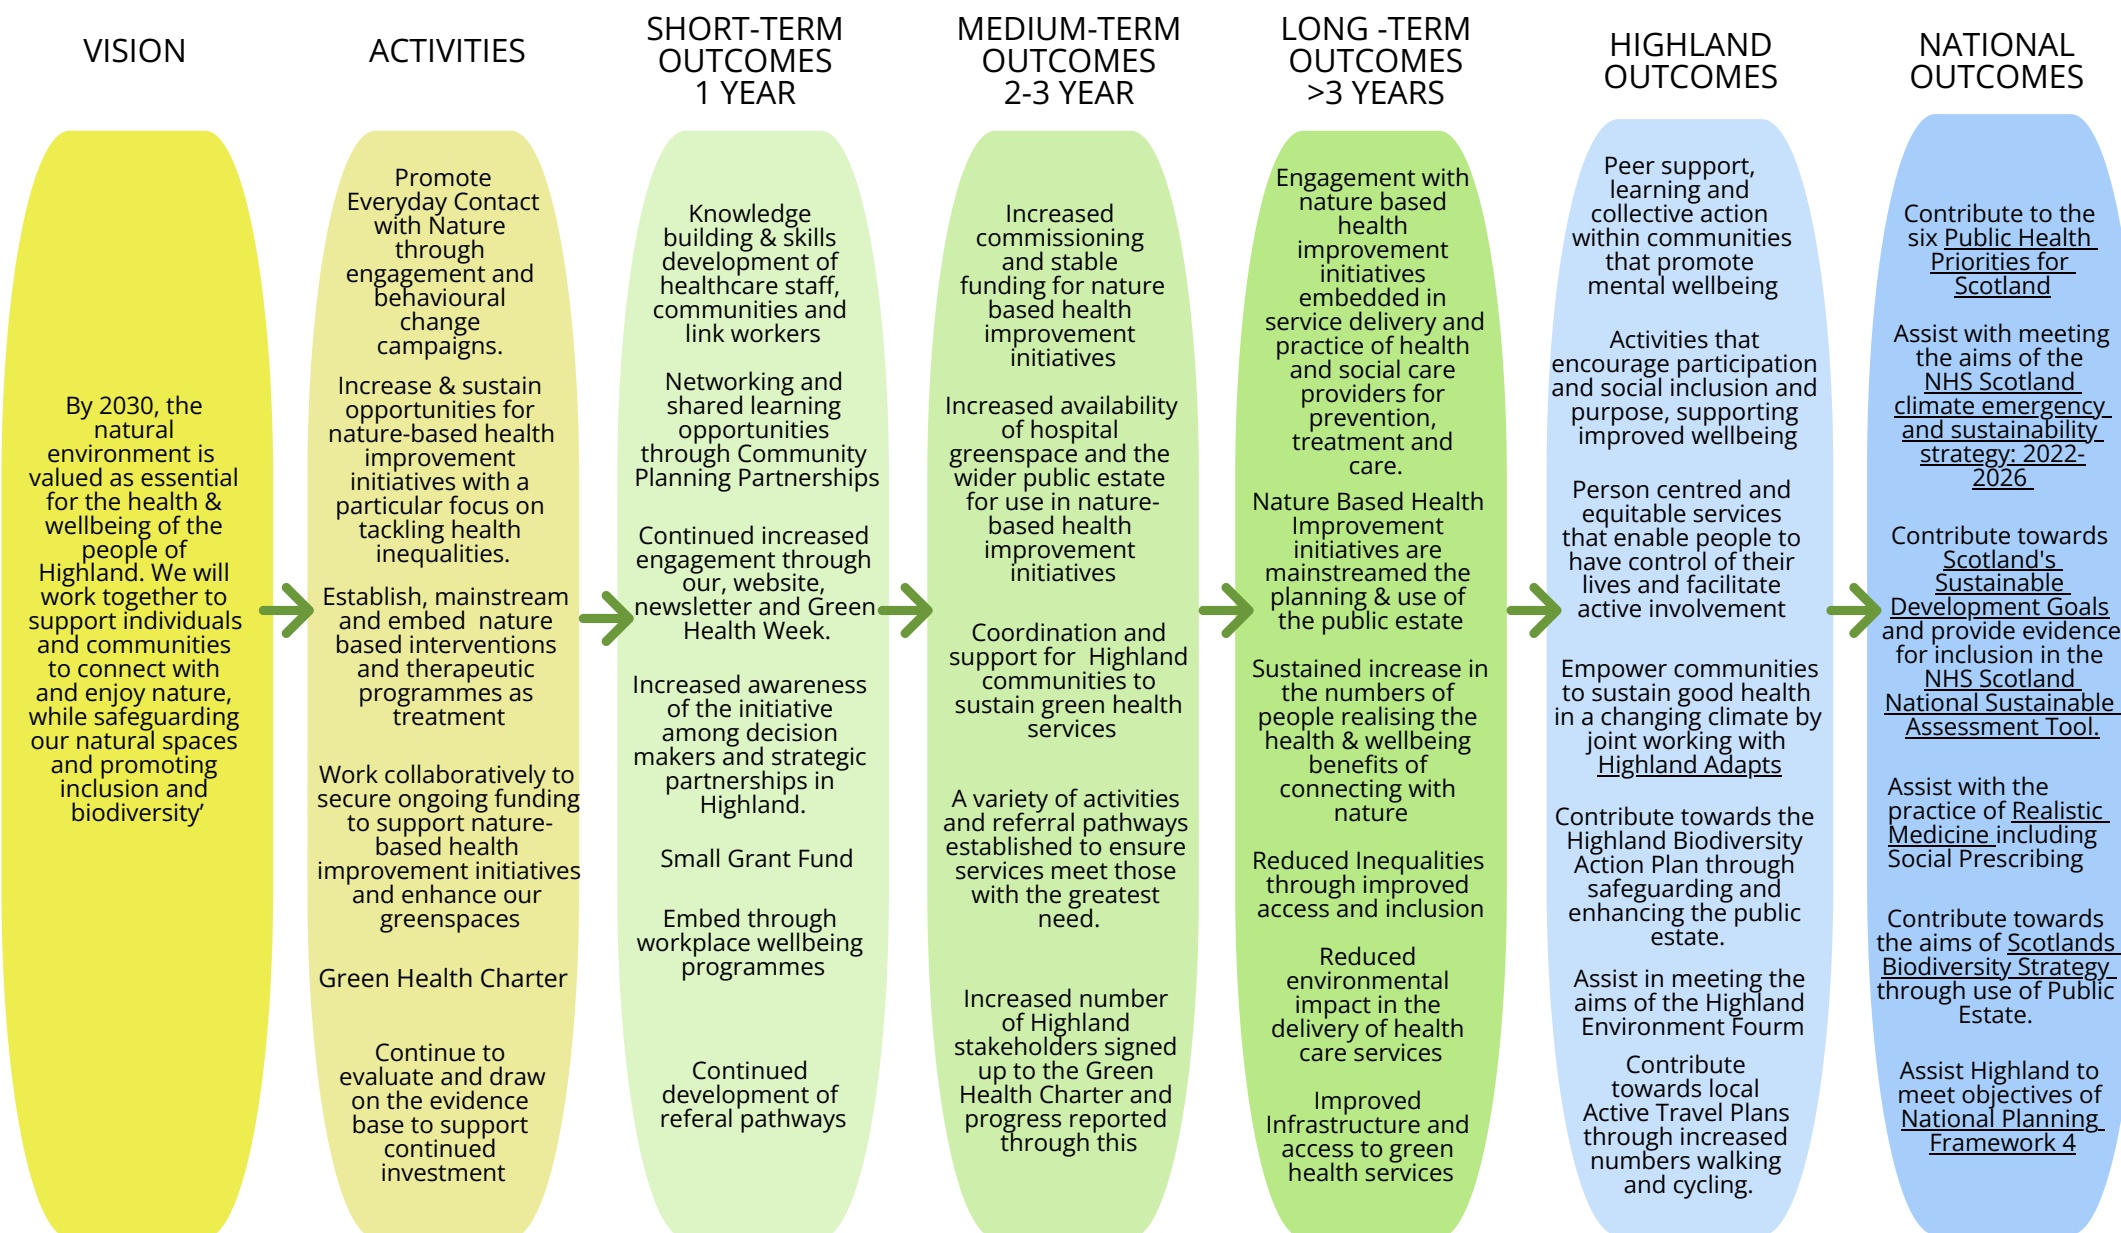 VISION
By 2030, the
natural
environment is
valued as essential
for the health &
wellbeing of the
people of
Highland. We will
work together to
support individuals
and communities
to connect with
and enjoy nature,
while safeguarding
our natural spaces
and promoting
inclusion and
biodiversity’
ACTIVITIES
Promote
Everyday Contact
with Nature
through
engagement and
behavioural
change
campaigns.
Increase & sustain
opportunities for
nature-based health
improvement
initiatives with a
particular focus on
tackling health
inequalities.
Establish, mainstream
and embed nature
based interventions
and therapeutic
programmes as
treatment
Work collaboratively to
secure ongoing funding
to support nature-
based health
improvement initiatives
and enhance our
greenspaces
Green Health Charter
Continue to
evaluate and draw
on the evidence
base to support
continued
investment
SHORT-TERM
OUTCOMES
1 YEAR
Knowledge
building & skills
development of
healthcare staff,
communities and
link workers
Networking and
shared learning
opportunities
through Community
Planning Partnerships
Continued increased
engagement through
our, website,
newsletter and Green
Health Week.
Increased awareness
of the initiative
among decision
makers and strategic
partnerships in
Highland.
Small Grant Fund
Embed through
workplace wellbeing
programmes
Continued
development of
referal pathways
MEDIUM-TERM
OUTCOMES
2-3 YEAR
Increased
commissioning
and stable
funding for nature
based health
improvement
initiatives
Increased availability
of hospital
greenspace and the
wider public estate
for use in nature-
based health
improvement
initiatives
Coordination and
support for Highland
communities to
sustain green health
services
A variety of activities
and referral pathways
established to ensure
services meet those
with the greatest
need.
Increased number
of Highland
stakeholders signed
up to the Green
Health Charter and
progress reported
through this
LONG -TERM
OUTCOMES
>3 YEARS
Engagement with
nature based
health
improvement
initiatives
embedded in
service delivery and
practice of health
and social care
providers for
prevention,
treatment and
care.
Nature Based Health
Improvement
initiatives are
mainstreamed the
planning & use of
the public estate
Sustained increase in
the numbers of
people realising the
health & wellbeing
benefits of
connecting with
nature
Reduced Inequalities
through improved
access and inclusion
Reduced
environmental
impact in the
delivery of health
care services
Improved
Infrastructure and
access to green
health services
HIGHLAND
OUTCOMES
Peer support,
learning and
collective action
within communities
that promote
mental wellbeing
Activities that
encourage participation
and social inclusion and
purpose, supporting
improved wellbeing
Person centred and
equitable services
that enable people to
have control of their
lives and facilitate
active involvement
Empower communities
to sustain good health
in a changing climate by
joint working with
Highland Adapts
Contribute towards the
Highland Biodiversity
Action Plan through
safeguarding and
enhancing the public
estate.
Assist in meeting the
aims of the Highland
Environment Fourm
Contribute
towards local
Active Travel Plans
through increased
numbers walking
and cycling.
NATIONAL
OUTCOMES
Contribute to the
six Public Health
Priorities for
Scotland
Assist with meeting
the aims of the
NHS Scotland
climate emergency
and sustainability
strategy: 2022-
2026
Contribute towards
Scotland's
Sustainable
Development Goals
and provide evidence
for inclusion in the
NHS Scotland
National Sustainable
Assessment Tool.
Assist with the
practice of Realistic
Medicine including
Social Prescribing
Contribute towards
the aims of Scotlands
Biodiversity Strategy
through use of Public
Estate.
Assist Highland to
meet objectives of
National Planning
Framework 4